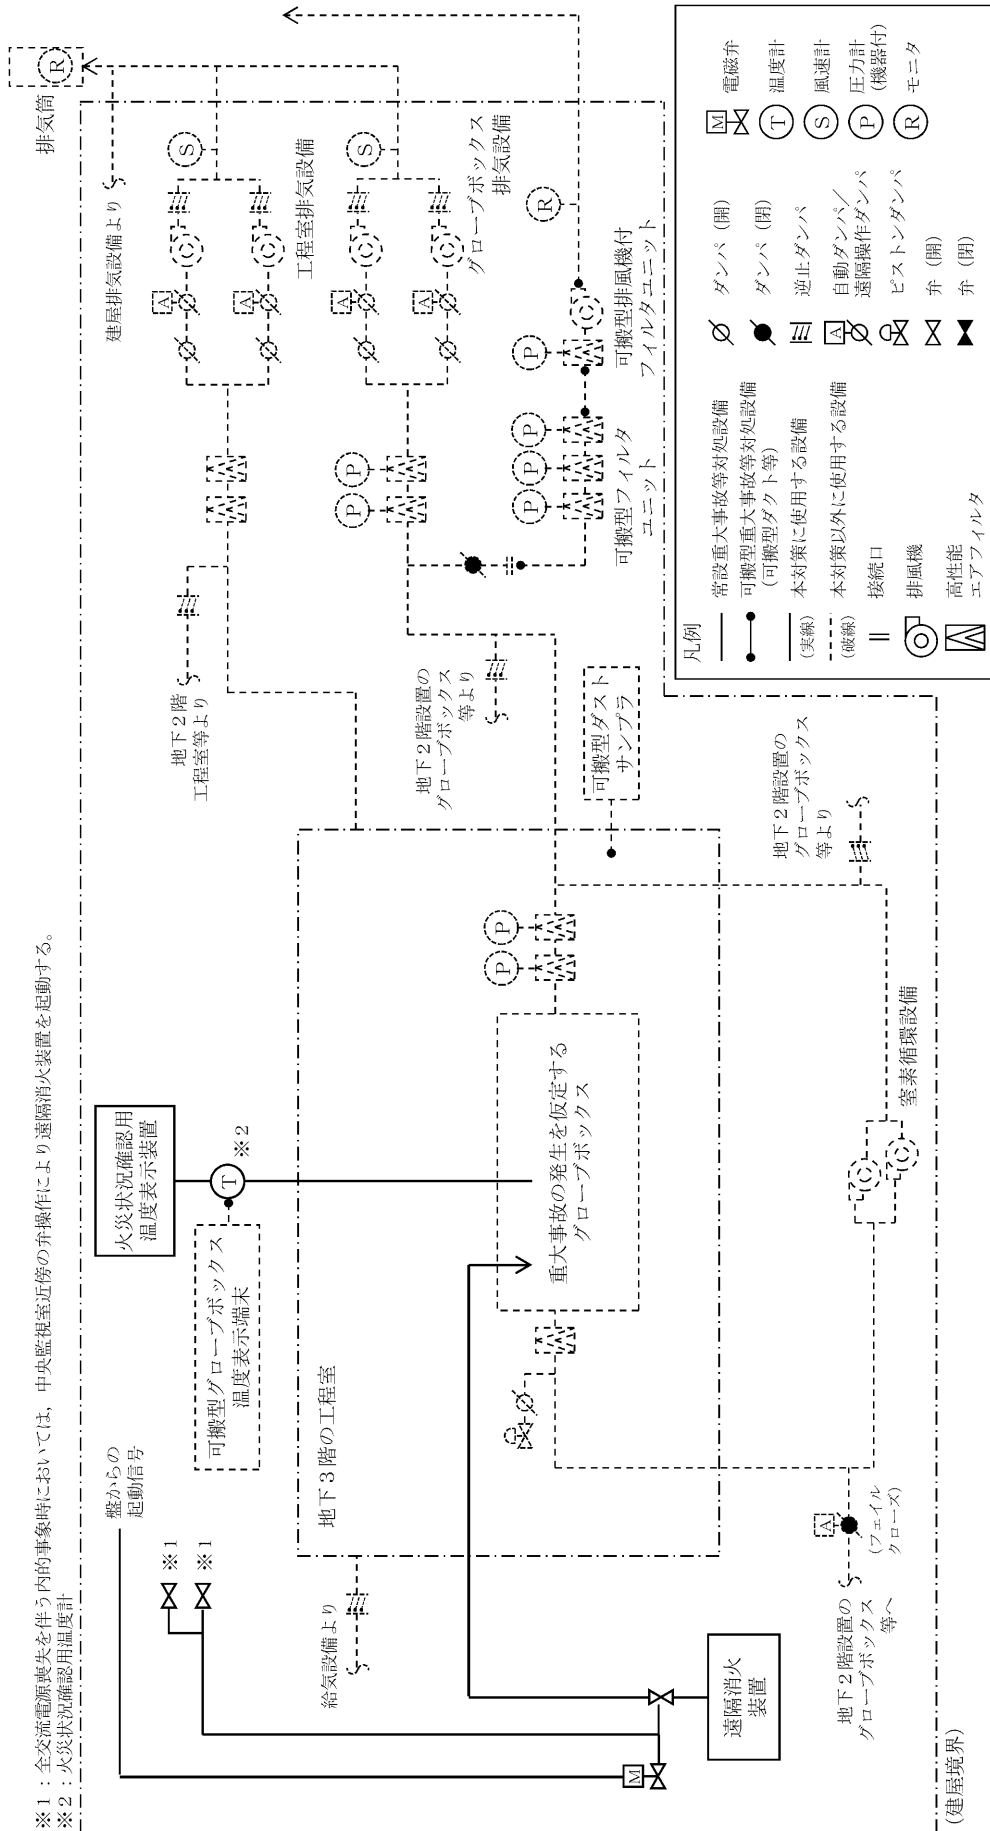 ※１：全交流電源喪失を伴う内的事象時においては，中央監視室近傍の弁操作により遠隔消火装置を起動する。
※２：火災状況確認用温度計
盤からの
起動信号
※１
※１
火災状況確認用
温度表示装置
T
※２
可搬型グローブボックス
温度表示端末
地下３階の工程室
給気設備より
重大事故の発生を仮定する
グローブボックス
P
P
M
遠隔消火
装置
A
(フェイル
クローズ)
地下２階設置の
グローブボックス
等へ
窒素循環設備
地下２階設置の
グローブボックス
等より
可搬型ダスト
サンプラ
地下２階
工程室等より
地下２階設置の
グローブボックス
等より
P
P
P
P
P
P
可搬型フィルタ
ユニット
可搬型排風機付
フィルタユニット
R
A
A
A
A
S
S
工程室排気設備
グローブボックス
排気設備
建屋排気設備より
排気筒
R
(建屋境界)
凡例
常設重大事故等対処設備
可搬型重大事故等対処設備
(可搬型ダクト等)
(実線)
本対策に使用する設備
(破線)
本対策以外に使用する設備
接続口
排風機
高性能
エアフィルタ
ダンパ（開）
ダンパ（閉）
逆止ダンパ
A
自動ダンパ／
遠隔操作ダンパ
ピストンダンパ
弁（開）
弁（閉）
M
電磁弁
T
温度計
S
風速計
P
圧力計
(機器付)
R
モニタ